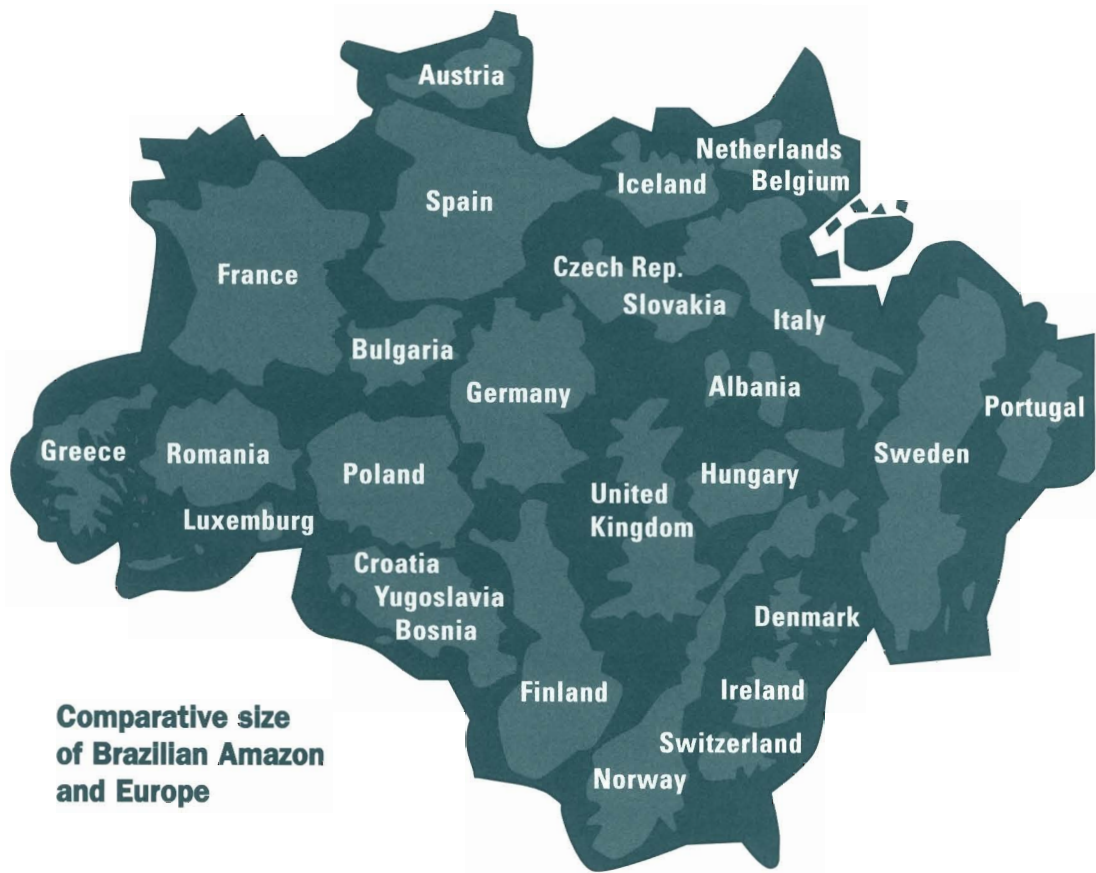 Austria
Netherlands
Belgium
Iceland
Spain
France
Czech Rep.
Slovakia
Italy
Bulgaria
Germany
Albania
Portugal
Greece
Romania
Poland
Hungary
Sweden
United
Kingdom
Luxemburg
Croatia
Yugoslavia
Bosnia
Denmark
Finland
Ireland
Switzerland
Norway
Comparative size
of Brazilian Amazon
and Europe